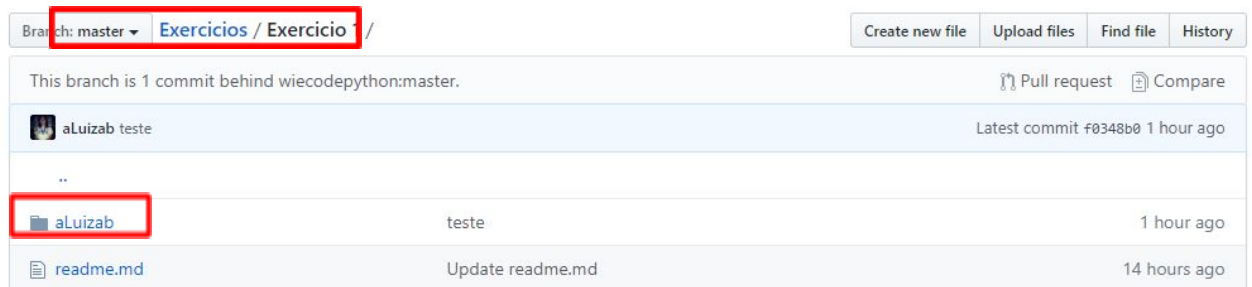 Branch: master Exercicios / Exercicio 1 / Create new file Upload files Find file History
This branch is 1 commit behind wiecodepython:master. Pull request Compare
aLuizab teste Latest commit f0348b0 1 hour ago
..
aLuizab teste 1 hour ago
readme.md Update readme.md 14 hours ago